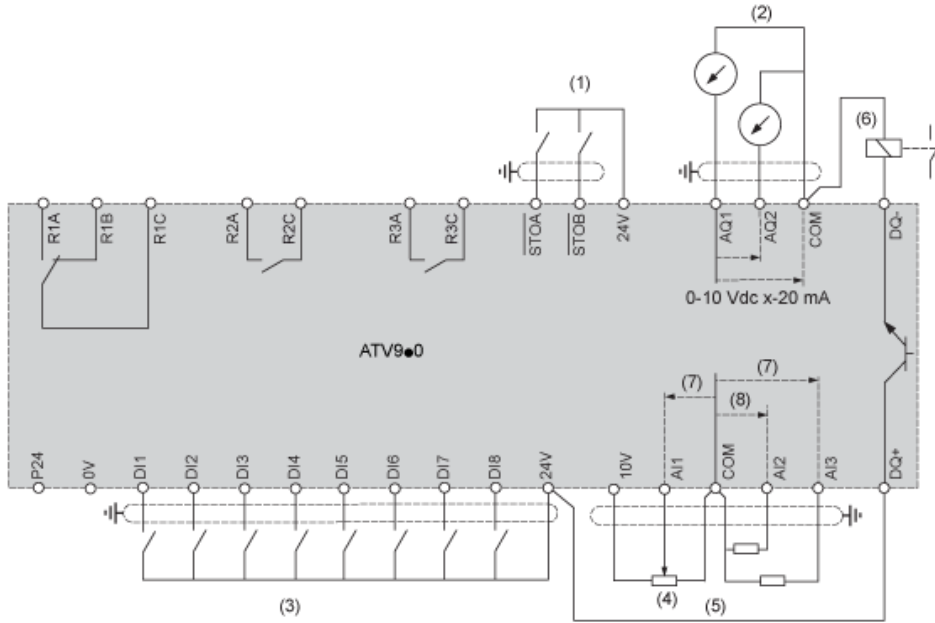 (2)
(1)
(6)
R1A
R1B
R1C
R2A
R2C
R3A
R3C
STOA
STOB
24V
AQ1
AQ2
COM
DQ-
0-10 Vdc x-20 mA
ATV9●0
(7)
(7)
(8)
P24
0V
DI1
DI2
DI3
DI4
DI5
DI6
DI7
DI8
24V
10V
AI1
COM
AI2
AI3
DQ+
(3)
(4)
(5)